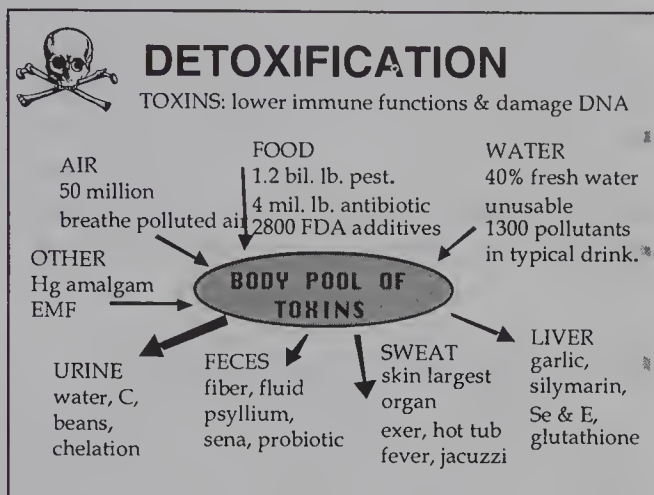 DETOXIFICATION
TOXINS: lower immune functions & damage DNA
AIR
50 million
breathe polluted air
FOOD
1.2 bil. lb. pest.
4 mil. lb. antibiotic
2800 FDA additives
WATER
40% fresh water
unusable
1300 pollutants
in typical drink.
OTHER
Hg amalgam
EMF
BODY POOL OF
TOXINS
URINE
water, C,
beans,
chelation
FECES
fiber, fluid
psyllium,
sena, probiotic
SWEAT
skin largest
organ
exer, hot tub
fever, jacuzzi
LIVER
garlic,
silymarin,
Se & E,
glutathione